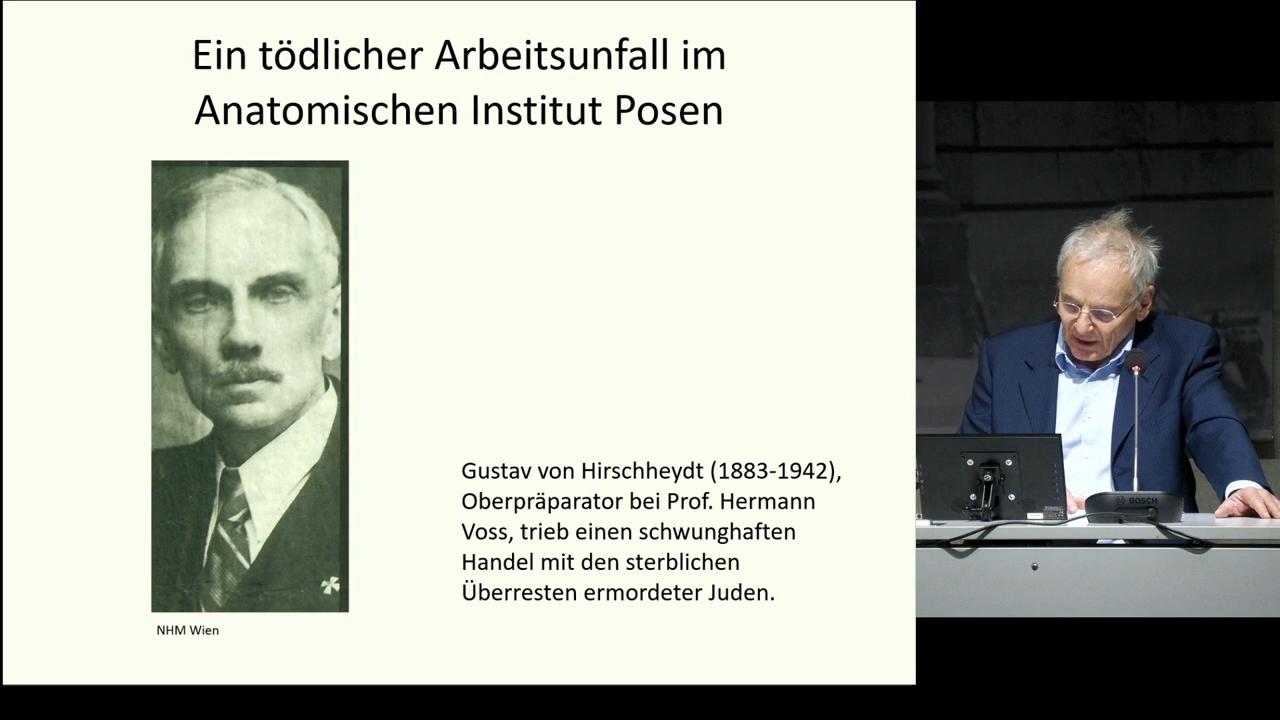 Ein tödlicher Arbeitsunfall im
Anatomischen Institut Posen
Gustav von Hirschheydt (1883-1942),
Oberpräparator bei Prof. Hermann
Voss, trieb einen schwunghaften
Handel mit den sterblichen
Überresten ermordeter Juden.
NHM Wien
BOSCH